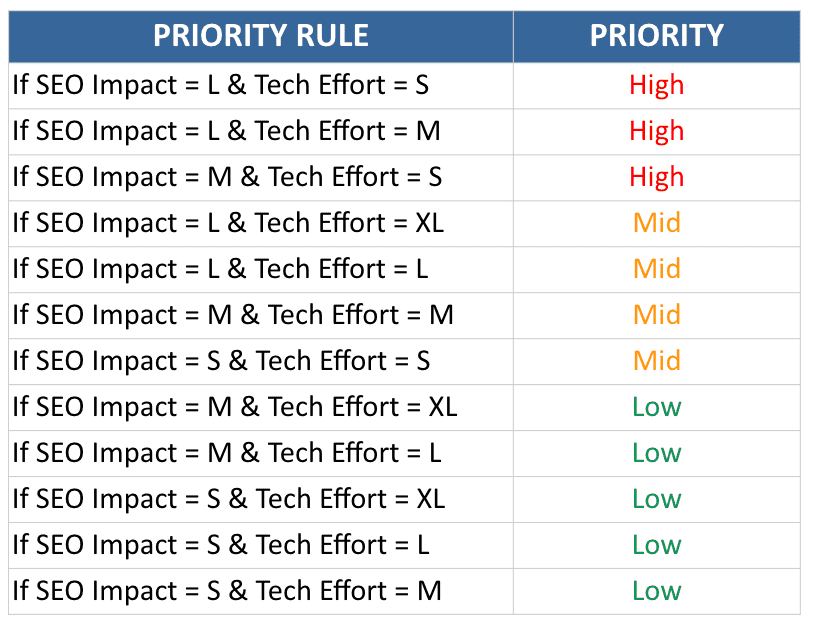 PRIORITY RULE PRIORITY
If SEO Impact = L & Tech Effort = S High
If SEO Impact = L & Tech Effort = M High
If SEO Impact = M & Tech Effort = S High
If SEO Impact = L & Tech Effort = XL Mid
If SEO Impact = L & Tech Effort = L Mid
If SEO Impact = M & Tech Effort = M Mid
If SEO Impact = S & Tech Effort = S Mid
If SEO Impact = M & Tech Effort = XL Low
If SEO Impact = M & Tech Effort = L Low
If SEO Impact = S & Tech Effort = XL Low
If SEO Impact = S & Tech Effort = L Low
If SEO Impact = S & Tech Effort = M Low